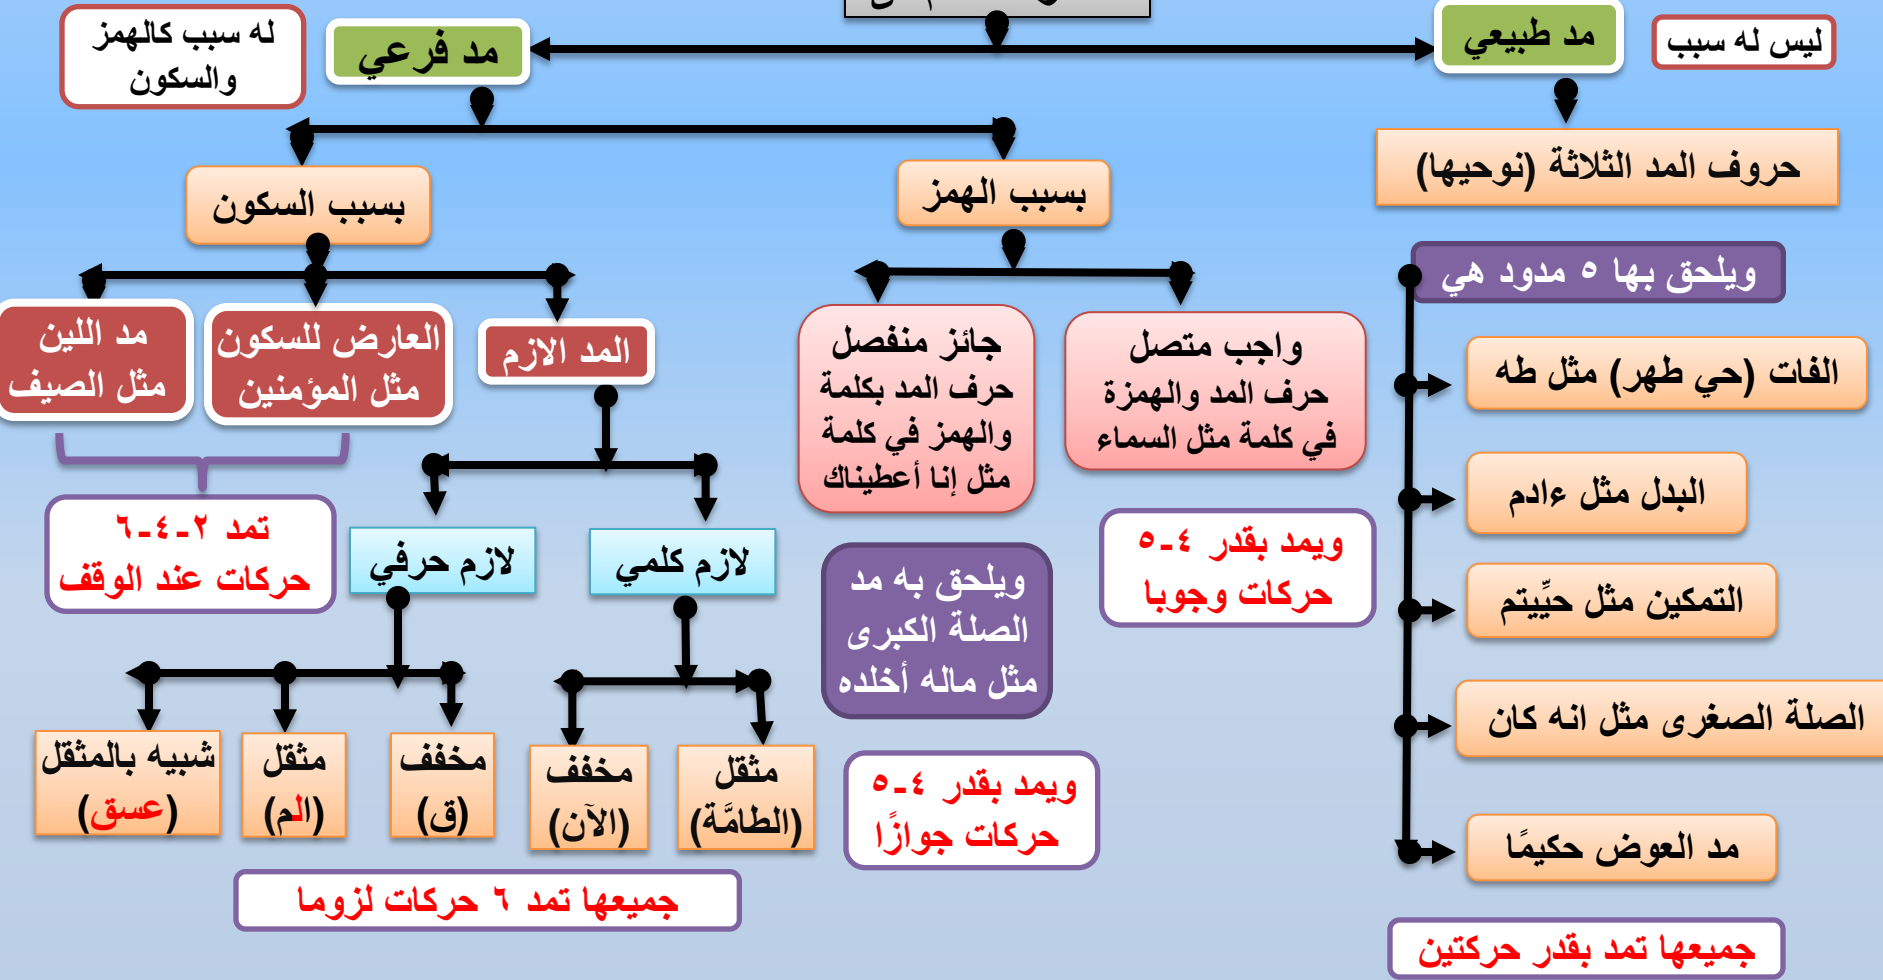 ليس له سبب
مد طبيعي
مد فرعي
له سبب كالهمز
والسكون
حروف المد الثلاثة (نوحيها)
ويلحق بها ٥ مدود هي
الفات (حي طهر) مثل طه
البدل مثل ءادم
التمكين مثل حيِّيتم
الصلة الصغرى مثل انه كان
مد العوض حكيمًا
جميعها تمد بقدر حركتين
بسبب الهمز
واجب متصل
حرف المد والهمزة
في كلمة مثل السماء
ويمد بقدر ٤-٥
حركات وجوبا
جائز منفصل
حرف المد بكلمة
والهمز في كلمة
مثل إنا أعطيناك
ويلحق به مد
الصلة الكبرى
مثل ماله أخلده
ويمد بقدر ٤-٥
حركات جوازًا
بسبب السكون
المد الازم
العارض للسكون
مثل المؤمنين
مد اللين
مثل الصيف
تمد ٢-٤-٦
حركات عند الوقف
لازم كلمي
لازم حرفي
مثقل
(الطامَّة)
مخفف
(الآن)
مخفف
(ق)
مثقل
(الم)
شبيه بالمثقل
(عسق)
جميعها تمد ٦ حركات لزوما